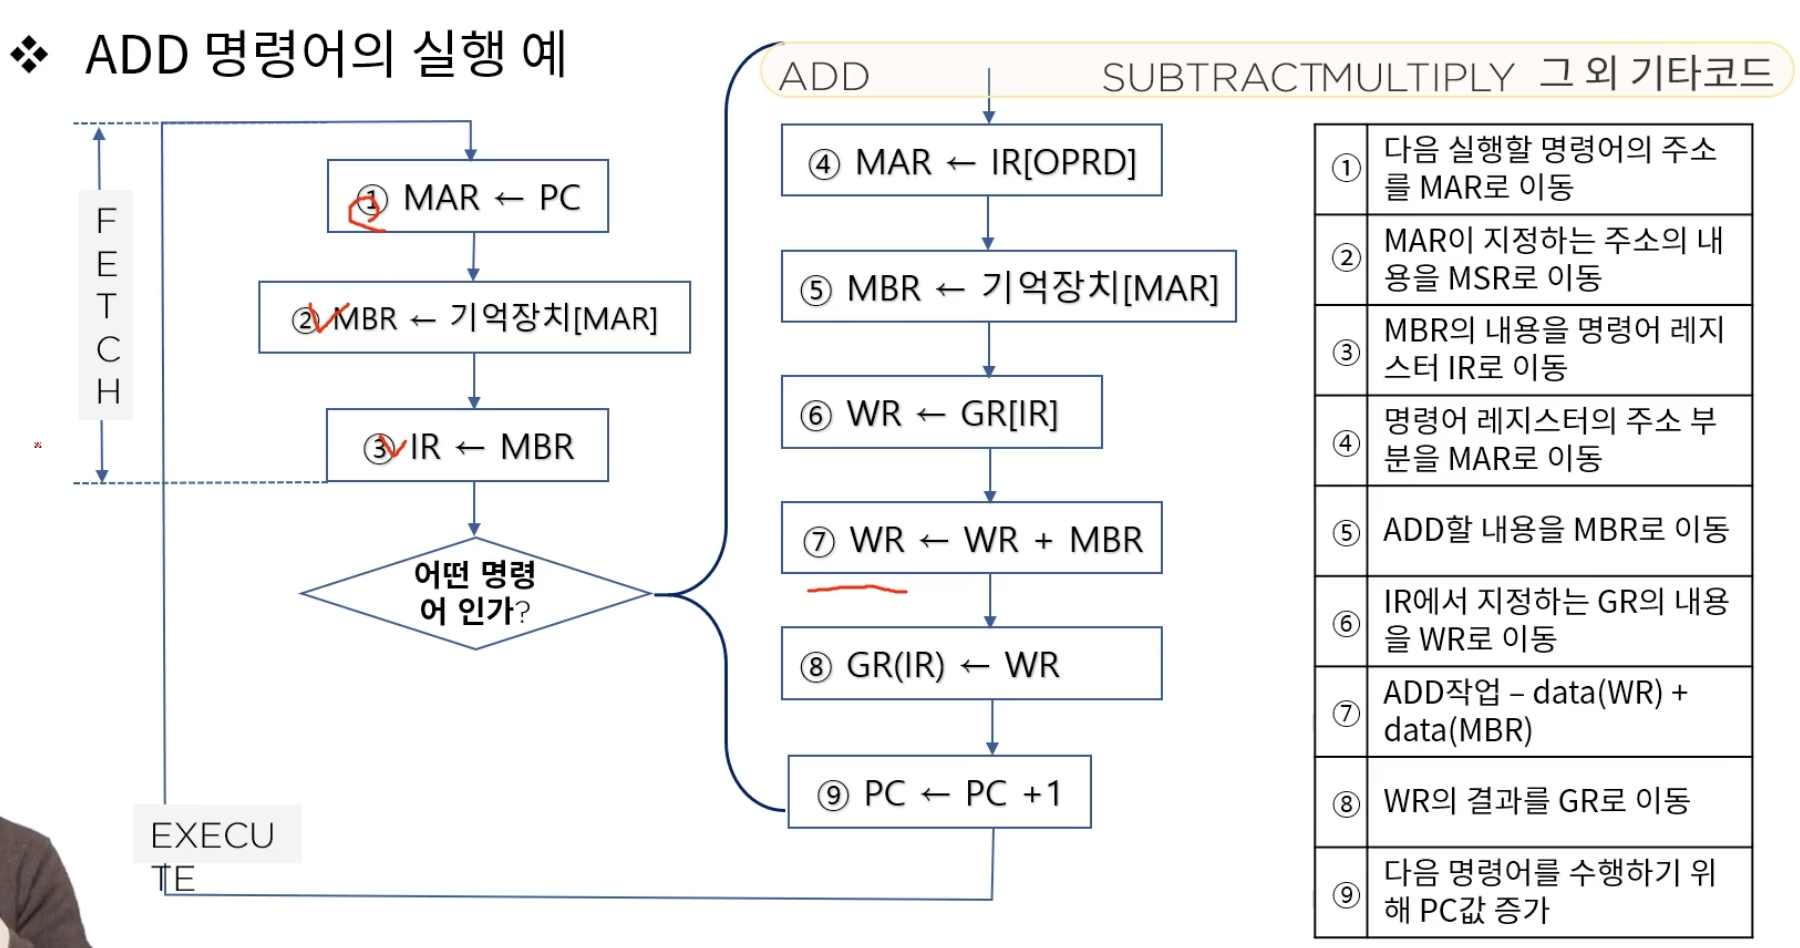 ❖ ADD 명령어의 실행 예
FETCH
① MAR ← PC
② MBR ← 기억장치[MAR]
③ IR ← MBR
어떤 명령
어 인가?
EXECU
TE
ADD SUBTRACT MULTIPLY 그 외 기타코드
④ MAR ← IR[OPRD]
⑤ MBR ← 기억장치[MAR]
⑥ WR ← GR[IR]
⑦ WR ← WR + MBR
⑧ GR(IR) ← WR
⑨ PC ← PC +1
① 다음 실행할 명령어의 주소
를 MAR로 이동
② MAR이 지정하는 주소의 내
용을 MSR로 이동
③ MBR의 내용을 명령어 레지
스터 IR로 이동
④ 명령어 레지스터의 주소 부
분을 MAR로 이동
⑤ ADD할 내용을 MBR로 이동
⑥ IR에서 지정하는 GR의 내용
을 WR로 이동
⑦ ADD작업 – data(WR) +
data(MBR)
⑧ WR의 결과를 GR로 이동
⑨ 다음 명령어를 수행하기 위
해 PC값 증가